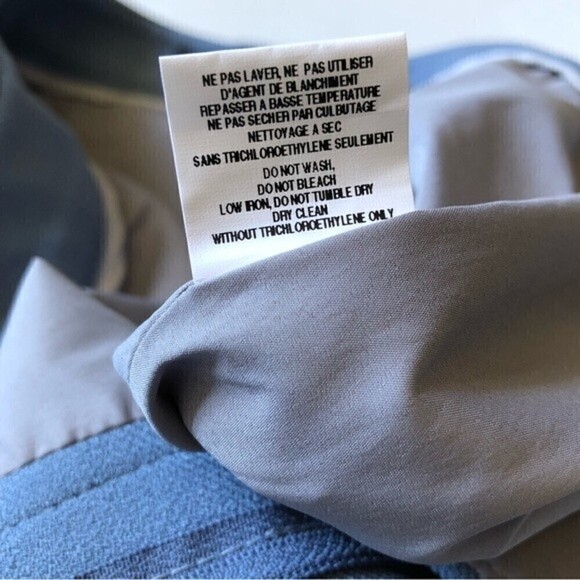 NE PAS LAVER, NE PAS UTILISER
D'AGENT DE BLANCHIMENT
REPASSER A BASSE TEMPERATURE
NE PAS SECHER PAR CULBUTAGE
NETTOYAGE A SEC
SANS TRICHLOROETHYLENE SEULEMENT
DO NOT WASH,
DO NOT BLEACH
LOW IRON, DO NOT TUMBLE DRY
DRY CLEAN
WITHOUT TRICHLOROETHYLENE ONLY